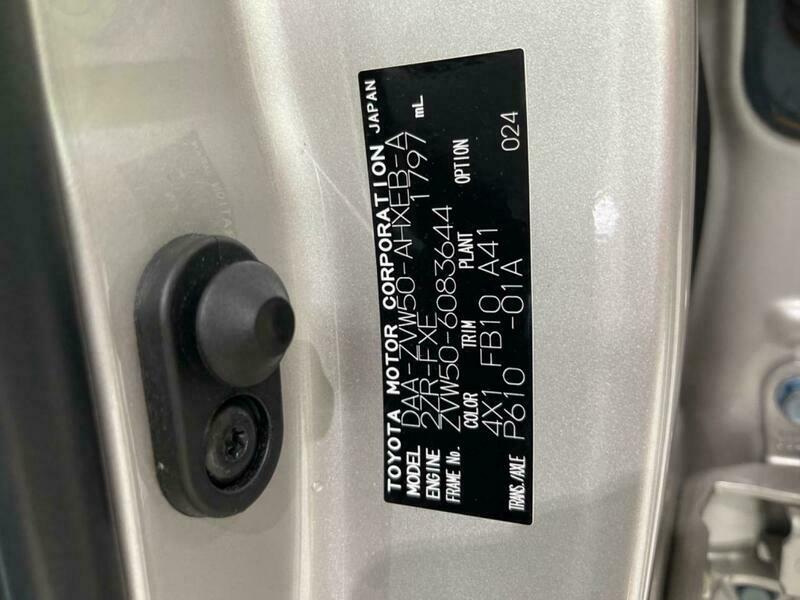 TOYOTA MOTOR CORPORATION JAPAN
MODEL DAA-ZVW50-AHXEB-A
ENGINE 2ZR-FXE 1797 mL
FRAME No. ZVW50-6083644
COLOR TRIM PLANT OPTION
4X1 FB10 A41 024
TRANS./AXLE P610 -01A